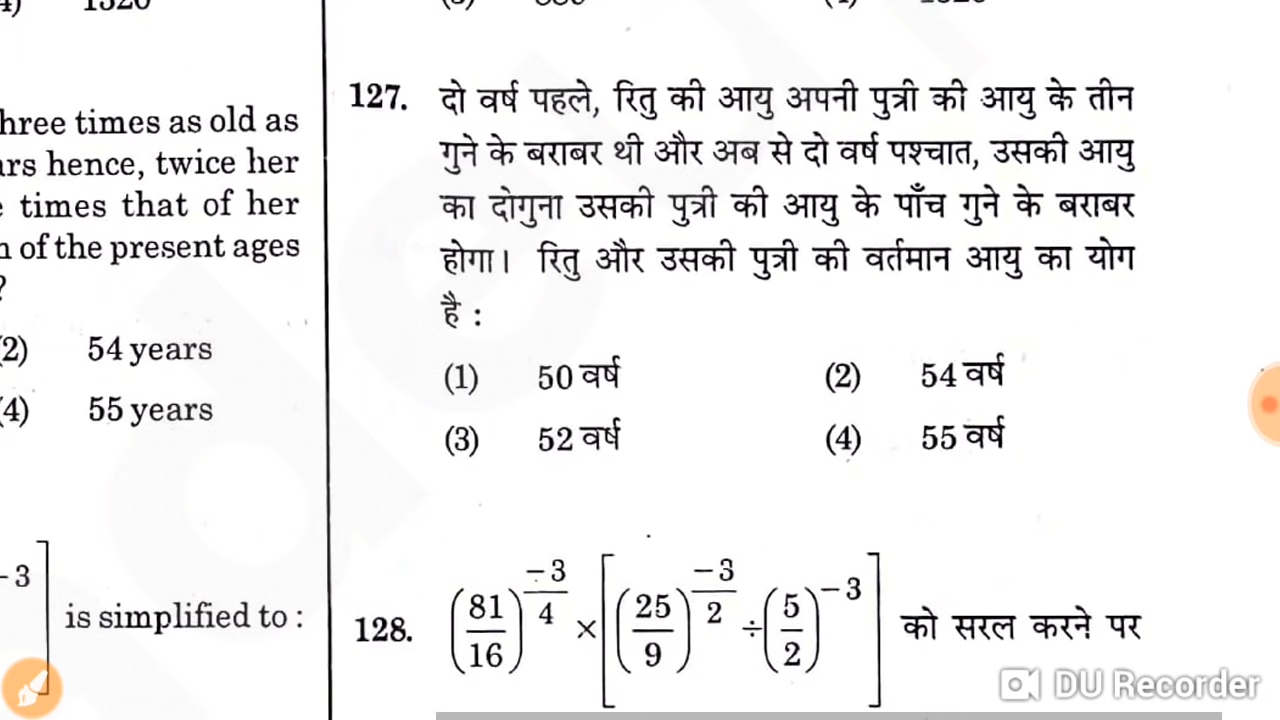 hree times as old as
rs hence, twice her
times that of her
of the present ages
?
(2) 54 years
(4) 55 years
-3
is simplified to :
127. दो वर्ष पहले, रितु की आयु अपनी पुत्री की आयु के तीन
गुने के बराबर थी और अब से दो वर्ष पश्चात, उसकी आयु
का दोगुना उसकी पुत्री की आयु के पाँच गुने के बराबर
होगा। रितु और उसकी पुत्री की वर्तमान आयु का योग
है :
(1) 50 वर्ष (2) 54 वर्ष
(3) 52 वर्ष (4) 55 वर्ष
128. (81/16)^(-3/4) × [(25/9)^(-3/2) ÷ (5/2)^(-3)] को सरल करने पर
DU Recorder